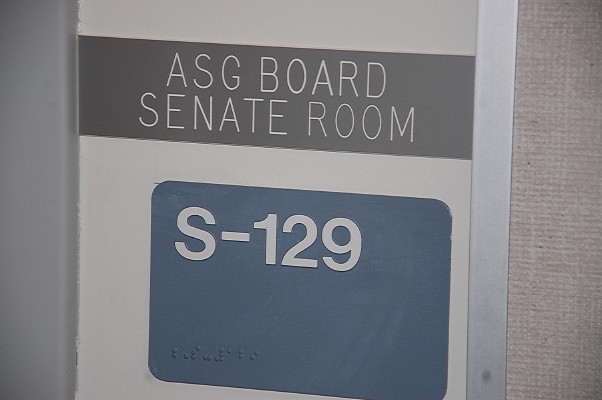 ASG BOARD
SENATE ROOM
S-129